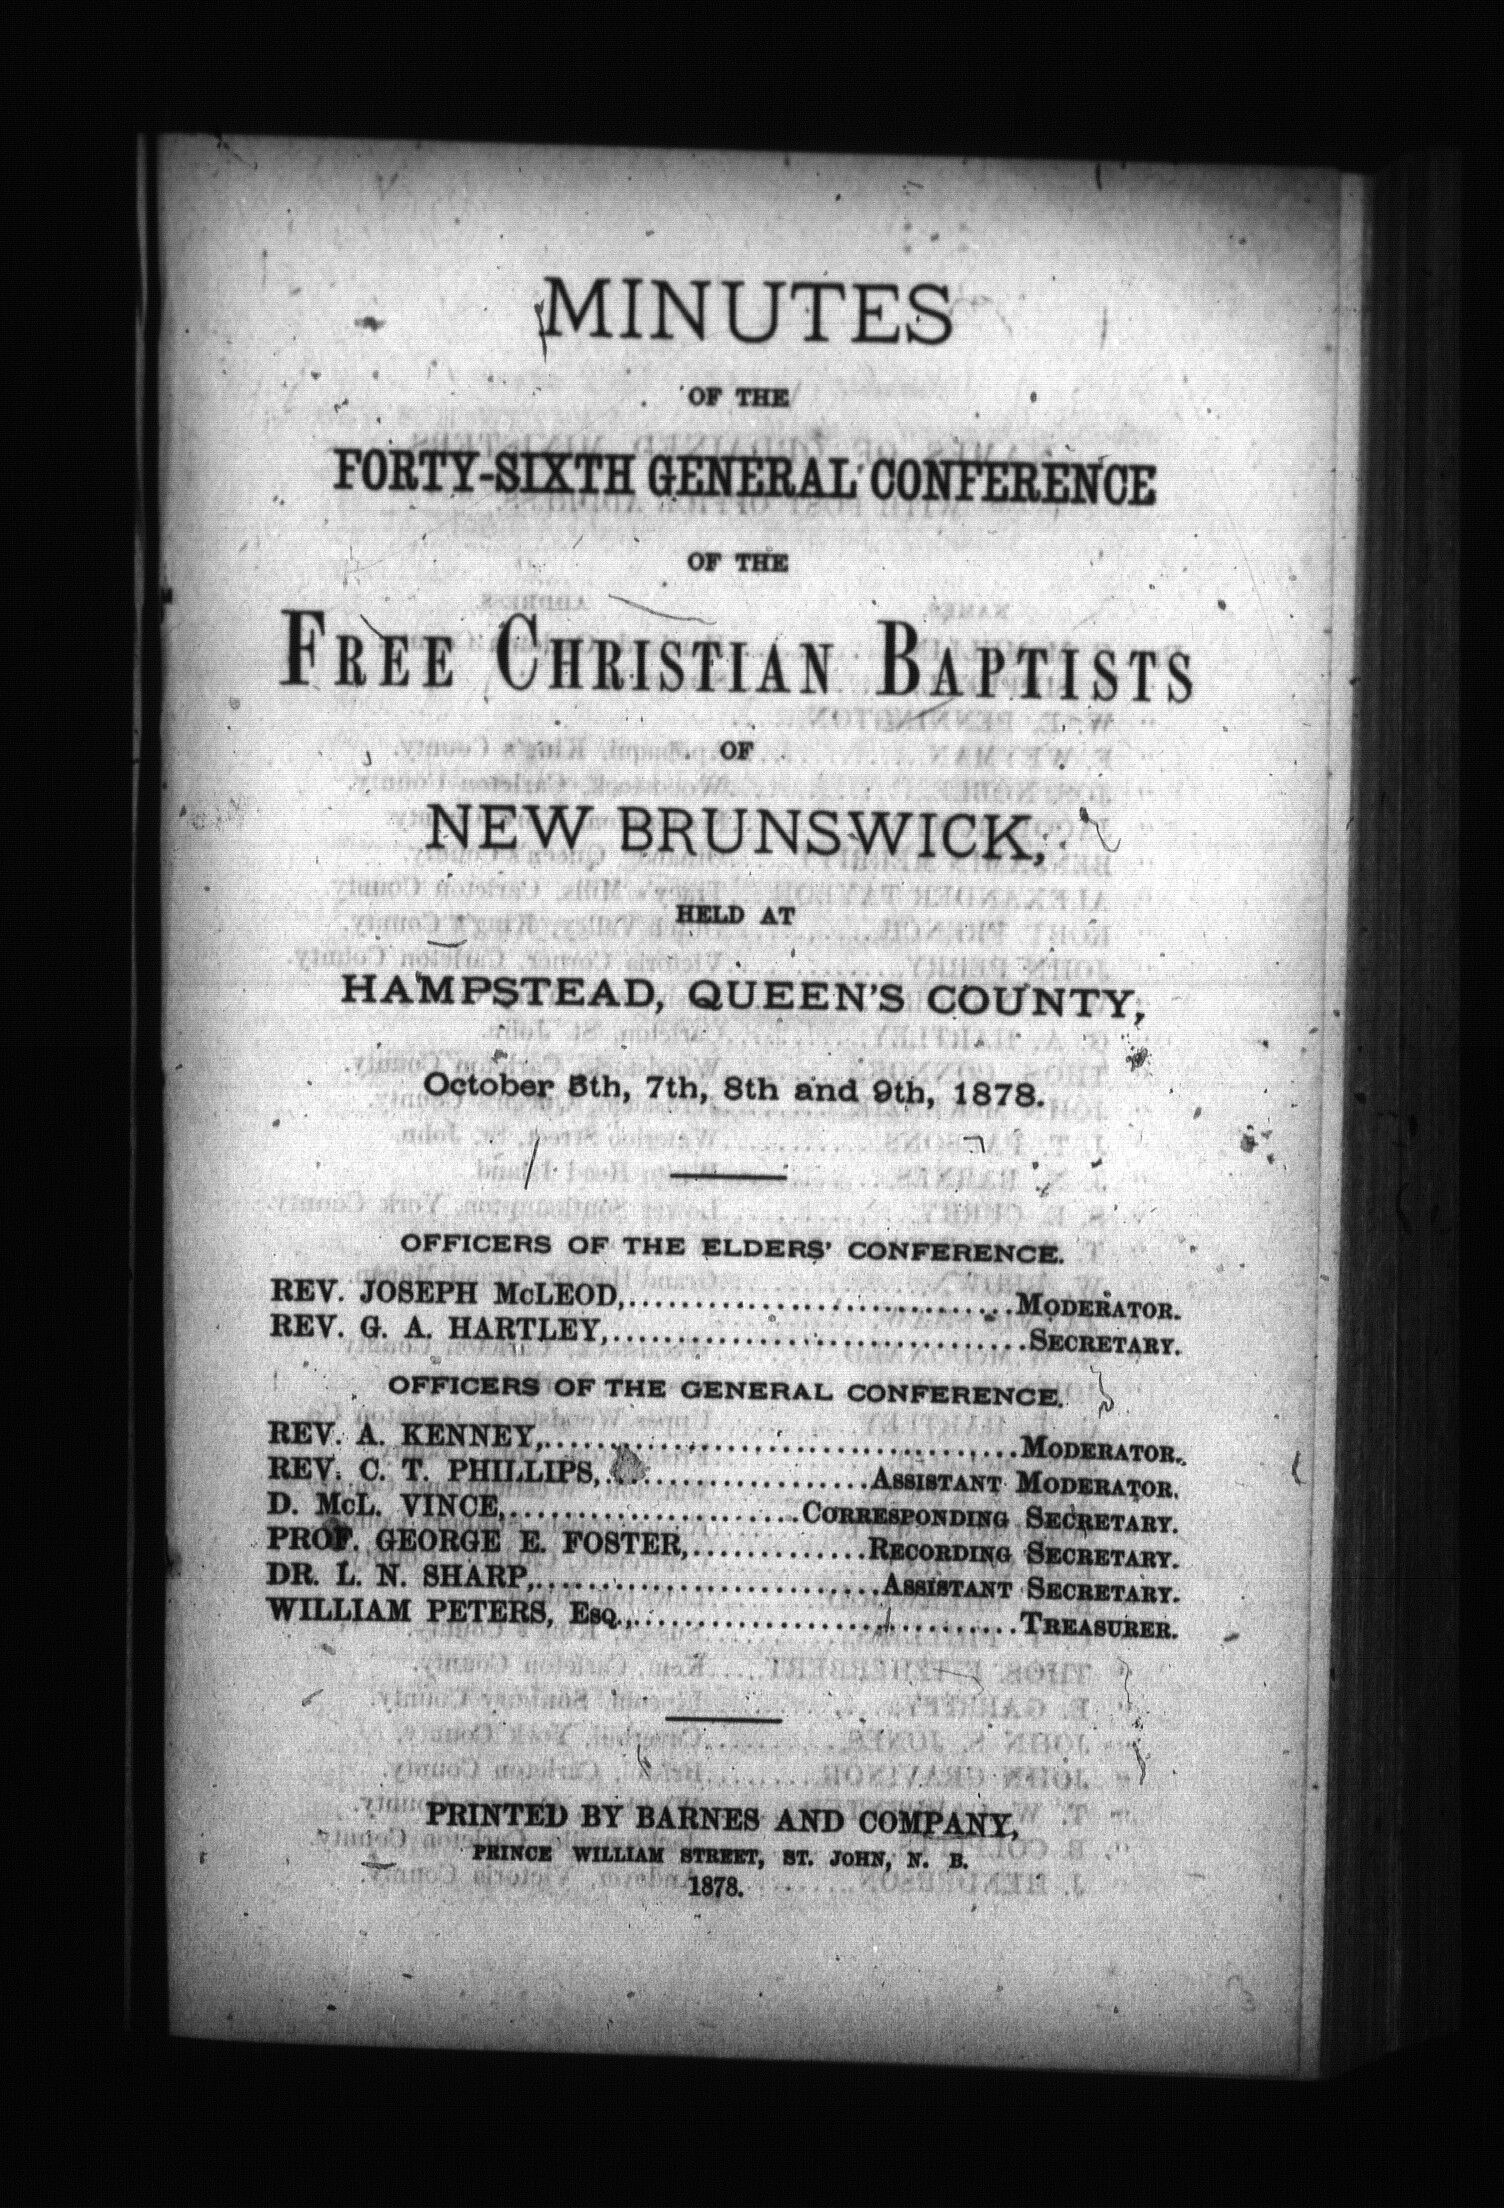 MINUTES
OF THE
FORTY-SIXTH GENERAL CONFERENCE
OF THE
FREE CHRISTIAN BAPTISTS
OF
NEW BRUNSWICK,
HELD AT
HAMPSTEAD, QUEEN'S COUNTY,
October 5th, 7th, 8th and 9th, 1878.
OFFICERS OF THE ELDERS' CONFERENCE.
REV. JOSEPH McLEOD, MODERATOR.
REV. G. A. HARTLEY, SECRETARY.
OFFICERS OF THE GENERAL CONFERENCE.
REV. A. KENNEY, MODERATOR.
REV. C. T. PHILLIPS, ASSISTANT MODERATOR.
D. McL. VINCE, CORRESPONDING SECRETARY.
PROF. GEORGE E. FOSTER, RECORDING SECRETARY.
DR. L. N. SHARP, ASSISTANT SECRETARY.
WILLIAM PETERS, ESQ., TREASURER.
PRINTED BY BARNES AND COMPANY,
PRINCE WILLIAM STREET, ST. JOHN, N. B.
1878.